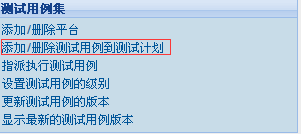 测试用例集
添加/删除平台
添加/删除测试用例到测试计划
指派执行测试用例
设置测试用例的级别
更新测试用例的版本
显示最新的测试用例版本